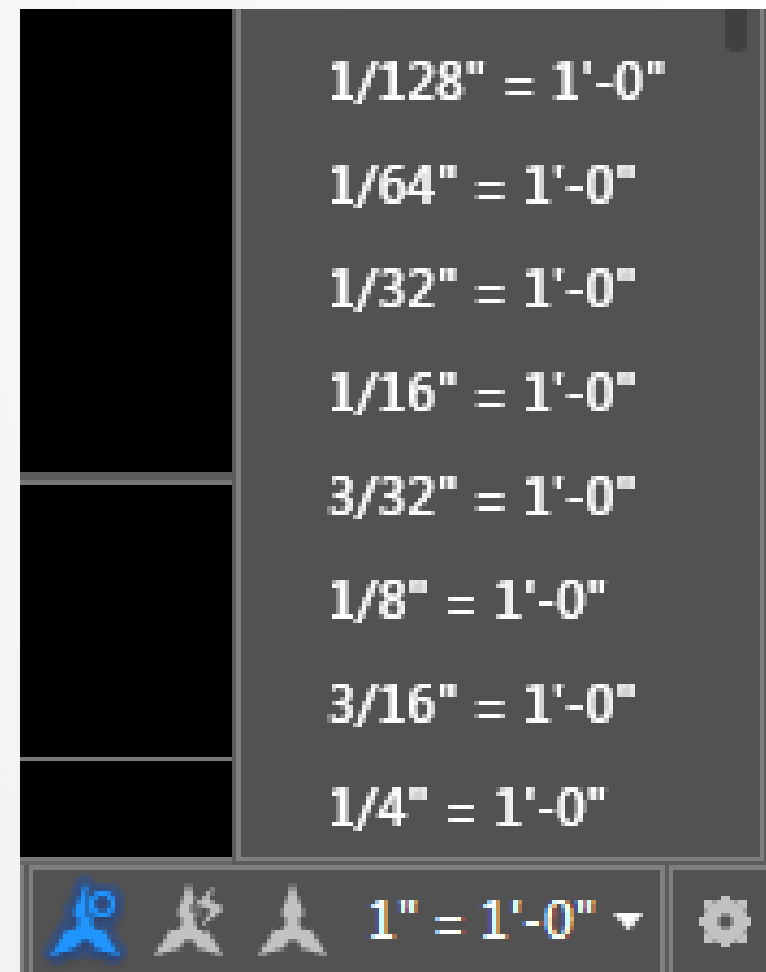 1/128" = 1'-0"
1/64" = 1'-0"
1/32" = 1'-0"
1/16" = 1'-0"
3/32" = 1'-0"
1/8" = 1'-0"
3/16" = 1'-0"
1/4" = 1'-0"
1" = 1'-0"